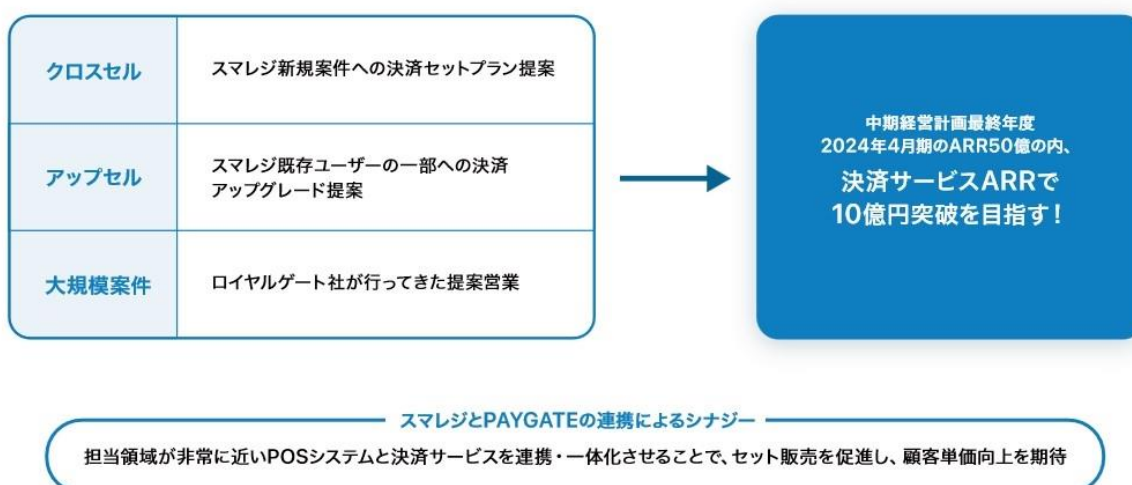 クロスセル
スマレジ新規案件への決済セットプラン提案
アップセル
スマレジ既存ユーザーの一部への決済
アップグレード提案
大規模案件
ロイヤルゲート社が行ってきた提案営業
中期経営計画最終年度
2024年4月期のARR50億の内、
決済サービスARRで
10億円突破を目指す！
スマレジとPAYGATEの連携によるシナジー
担当領域が非常に近いPOSシステムと決済サービスを連携・一体化させることで、セット販売を促進し、顧客単価向上を期待